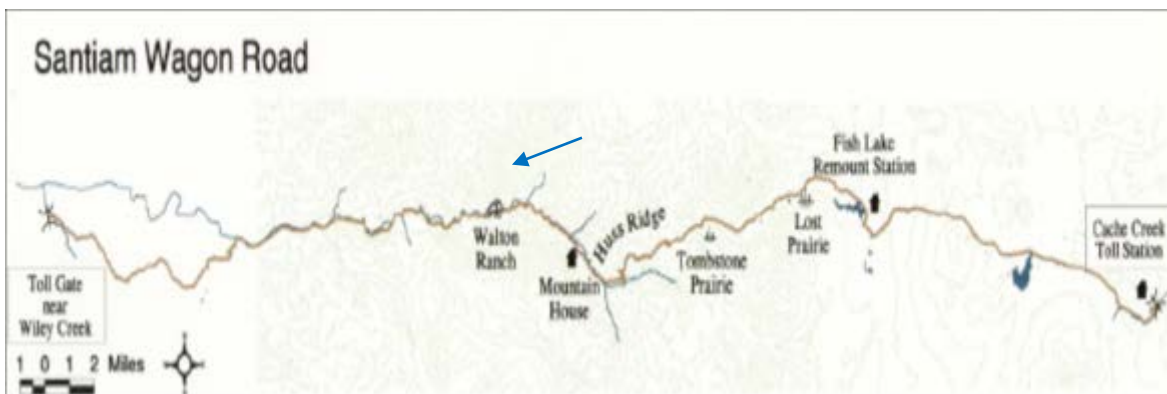 Santiam Wagon Road
Fish Lake
Remount Station
Hues Ridge
Lost
Prairie
Cache Creek
Toll Station
Walton
Ranch
Tombstone
Prairie
Mountain
House
Toll Gate
near
Wiley Creek
1 0 1 2 Miles